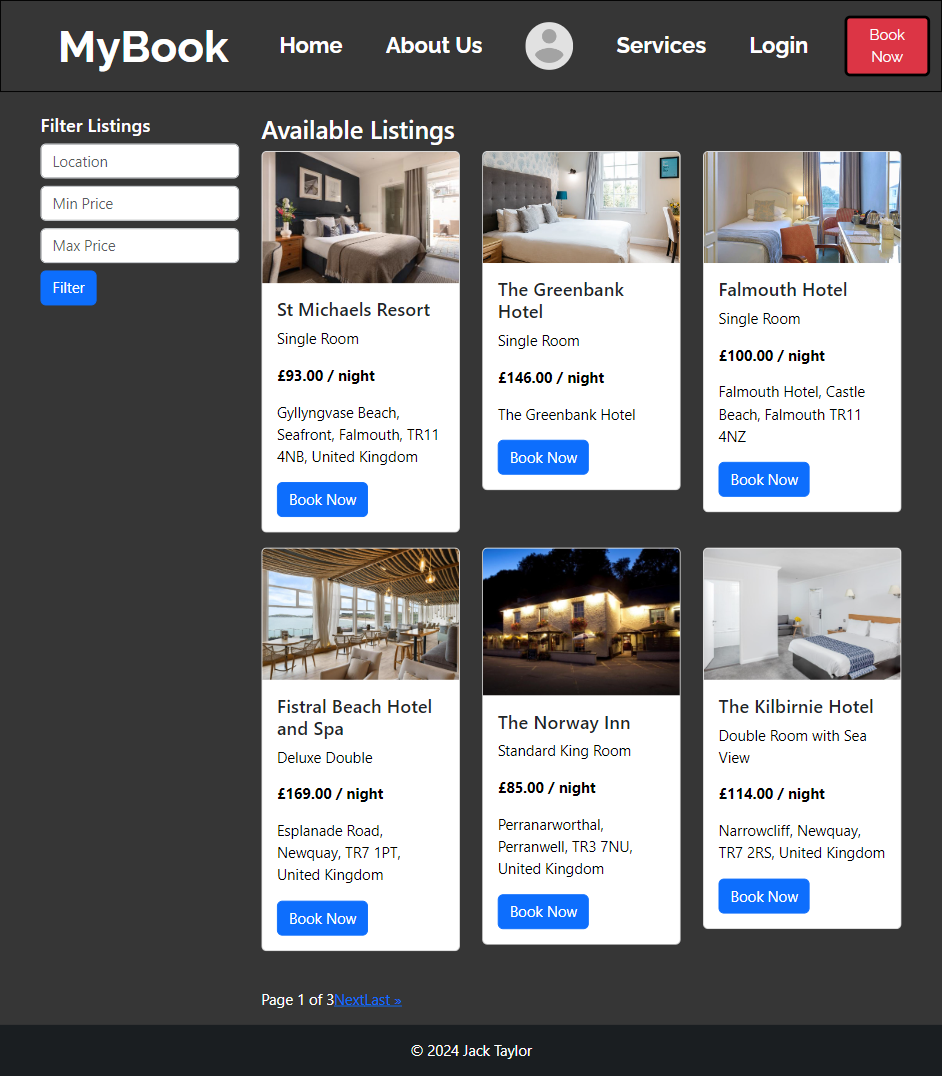 MyBook
Home
About Us
Services
Login
Book
Now
Filter Listings
Location
Min Price
Max Price
Filter
Available Listings
St Michaels Resort
Single Room
£93.00 / night
Gyllyngvase Beach,
Seafront, Falmouth, TR11
4NB, United Kingdom
Book Now
The Greenbank
Hotel
Single Room
£146.00 / night
The Greenbank Hotel
Book Now
Falmouth Hotel
Single Room
£100.00 / night
Falmouth Hotel, Castle
Beach, Falmouth TR11
4NZ
Book Now
Fistral Beach Hotel
and Spa
Deluxe Double
£169.00 / night
Esplanade Road,
Newquay, TR7 1PT,
United Kingdom
Book Now
The Norway Inn
Standard King Room
£85.00 / night
Perranarworthal,
Perranwell, TR3 7NU,
United Kingdom
Book Now
The Kilbirnie Hotel
Double Room with Sea
View
£114.00 / night
Narrowcliff, Newquay,
TR7 2RS, United Kingdom
Book Now
Page 1 of 3NextLast »
© 2024 Jack Taylor